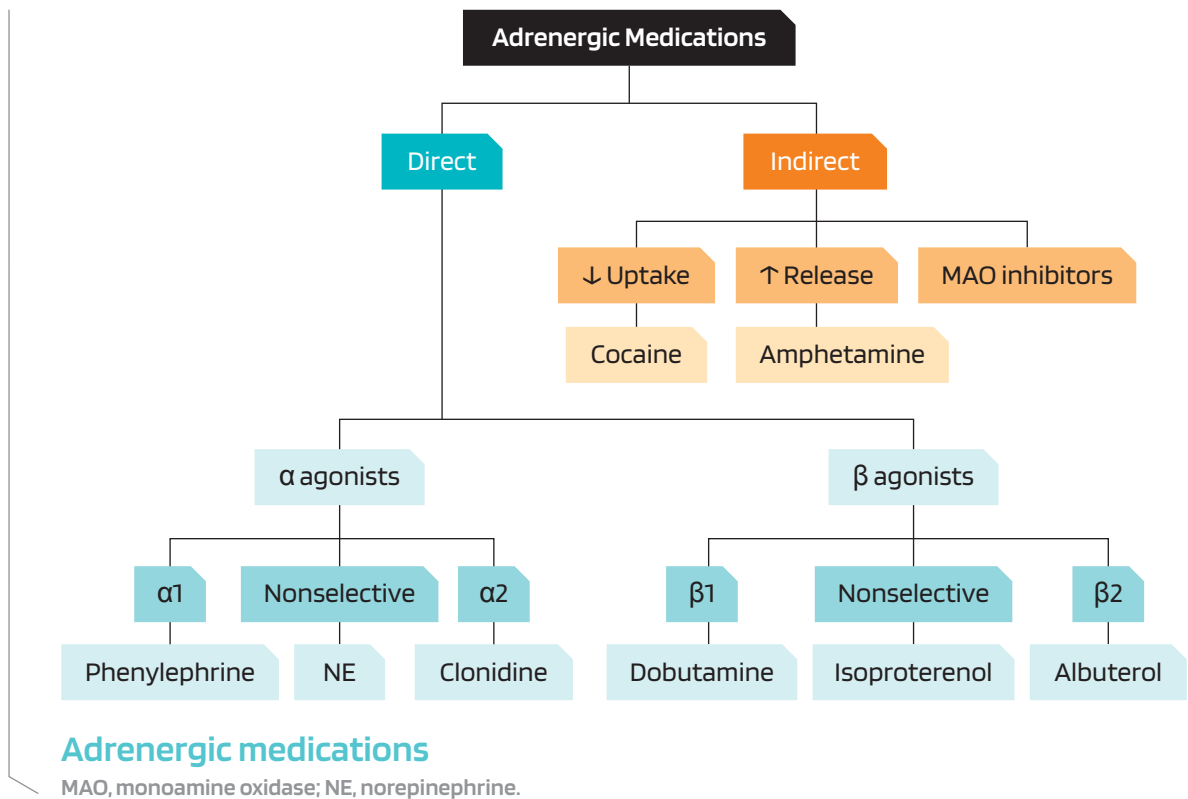 Adrenergic Medications
Direct
Indirect
↓ Uptake
↑ Release
MAO inhibitors
Cocaine
Amphetamine
α agonists
β agonists
α1
Nonselective
α2
β1
Nonselective
β2
Phenylephrine
NE
Clonidine
Dobutamine
Isoproterenol
Albuterol
Adrenergic medications
MAO, monoamine oxidase; NE, norepinephrine.